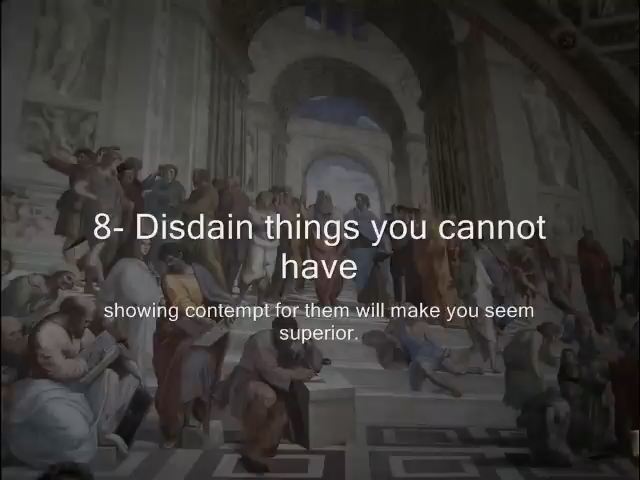 8- Disdain things you cannot
have
showing contempt for them will make you seem
superior.